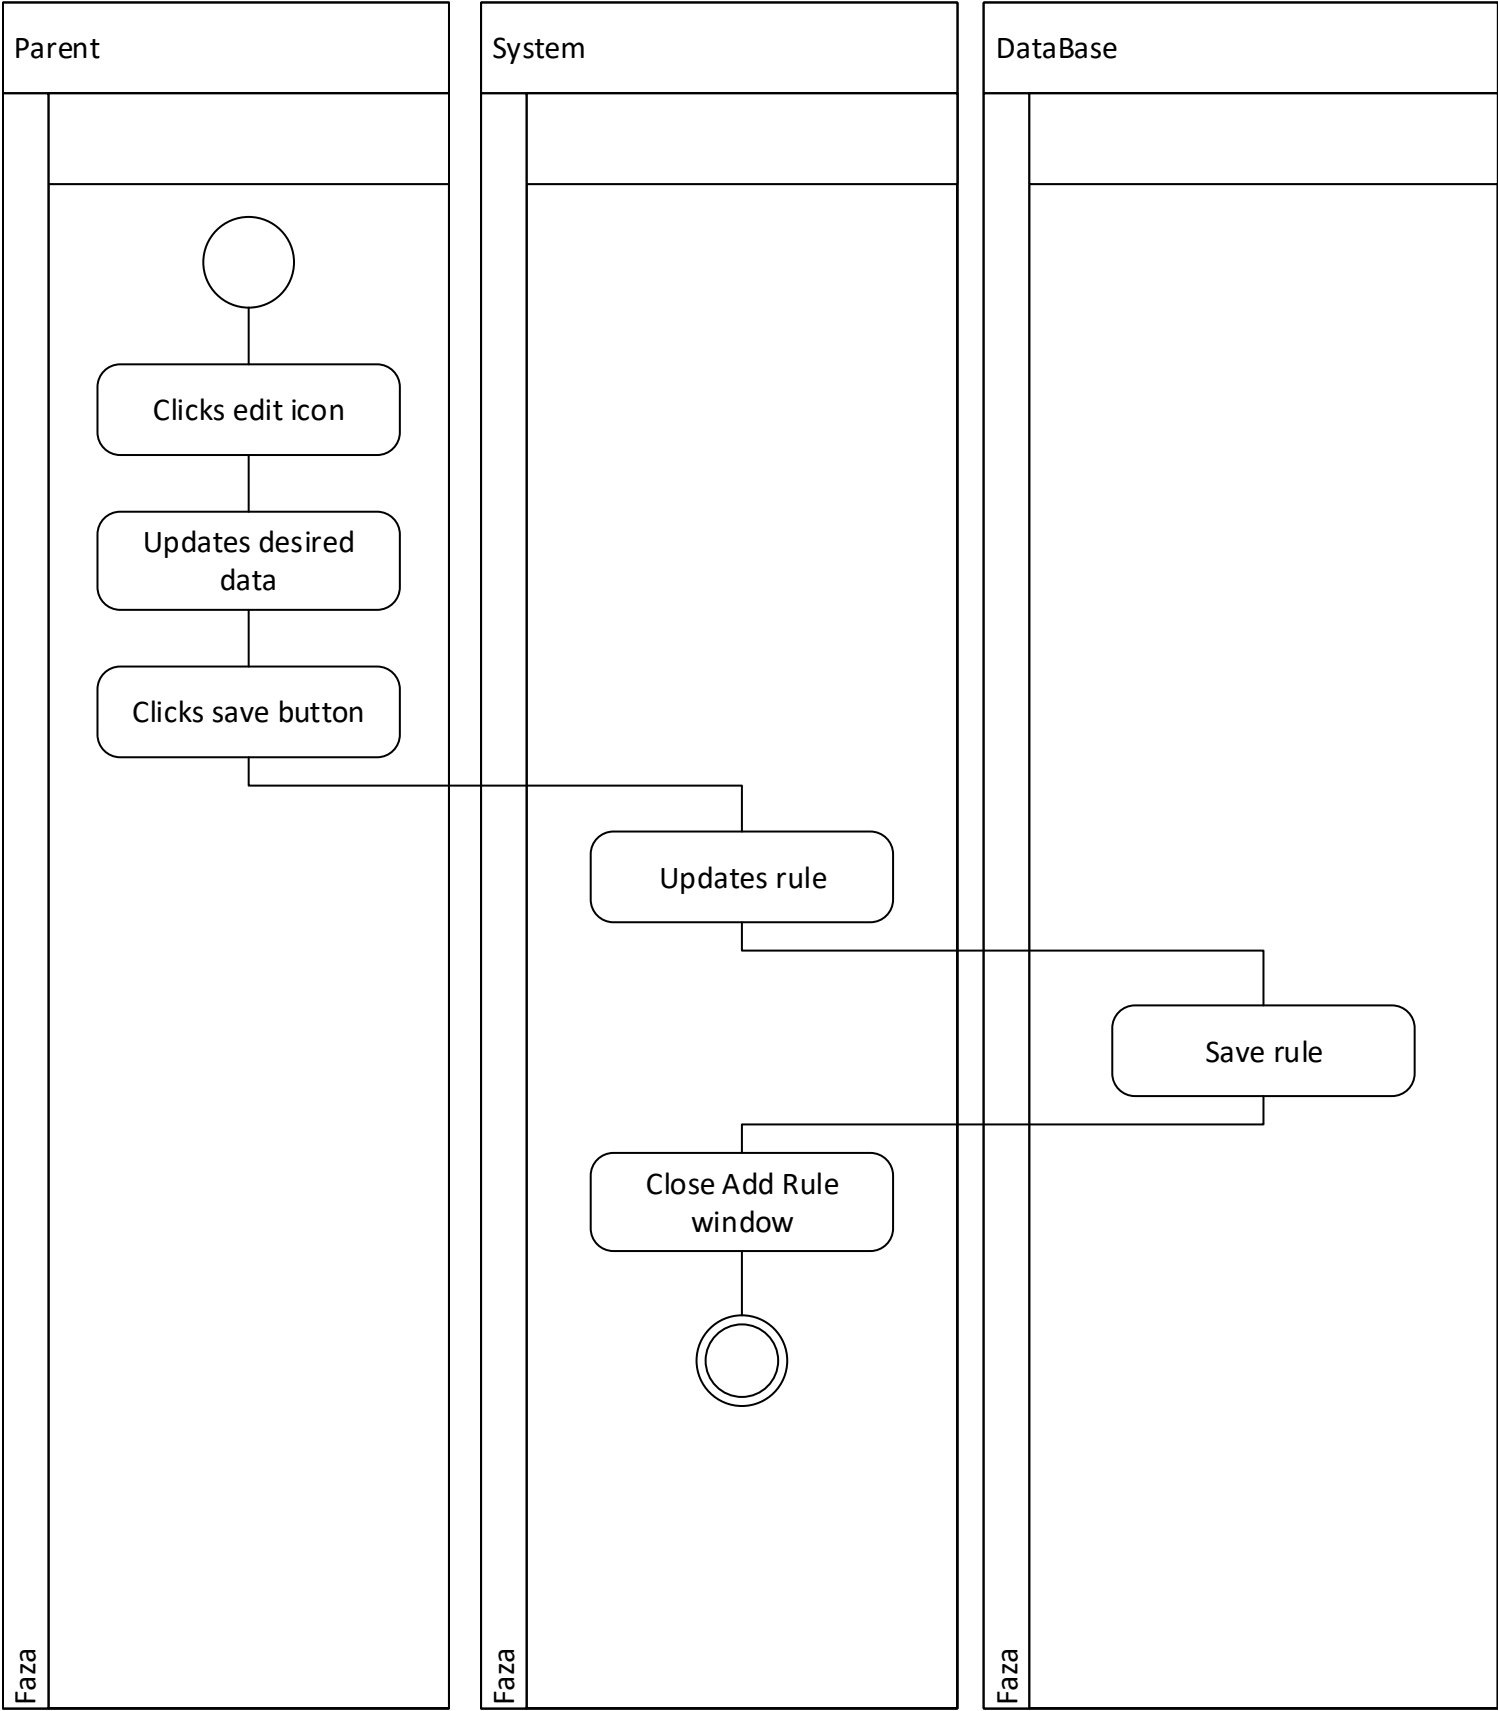 Parent
System
DataBase
Clicks edit icon
Updates desired
data
Clicks save button
Updates rule
Save rule
Close Add Rule
window
Faza
Faza
Faza